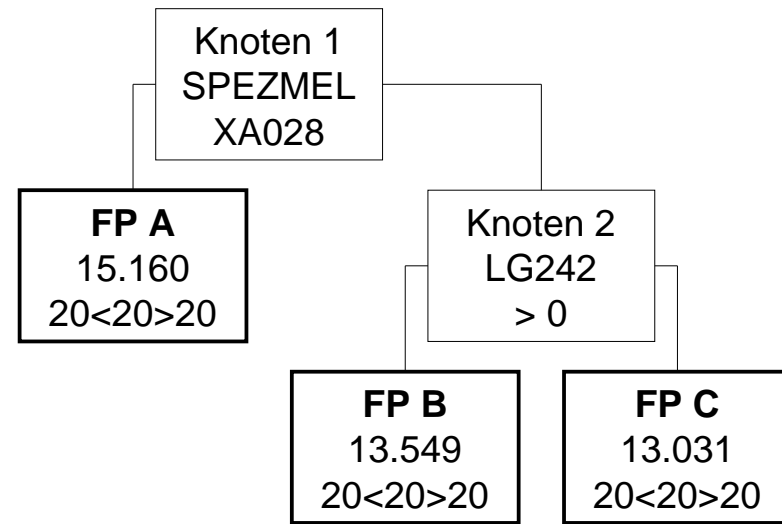 Knoten 1
SPEZMEL
XA028
FP A
15.160
20<20>20
Knoten 2
LG242
> 0
FP B
13.549
20<20>20
FP C
13.031
20<20>20